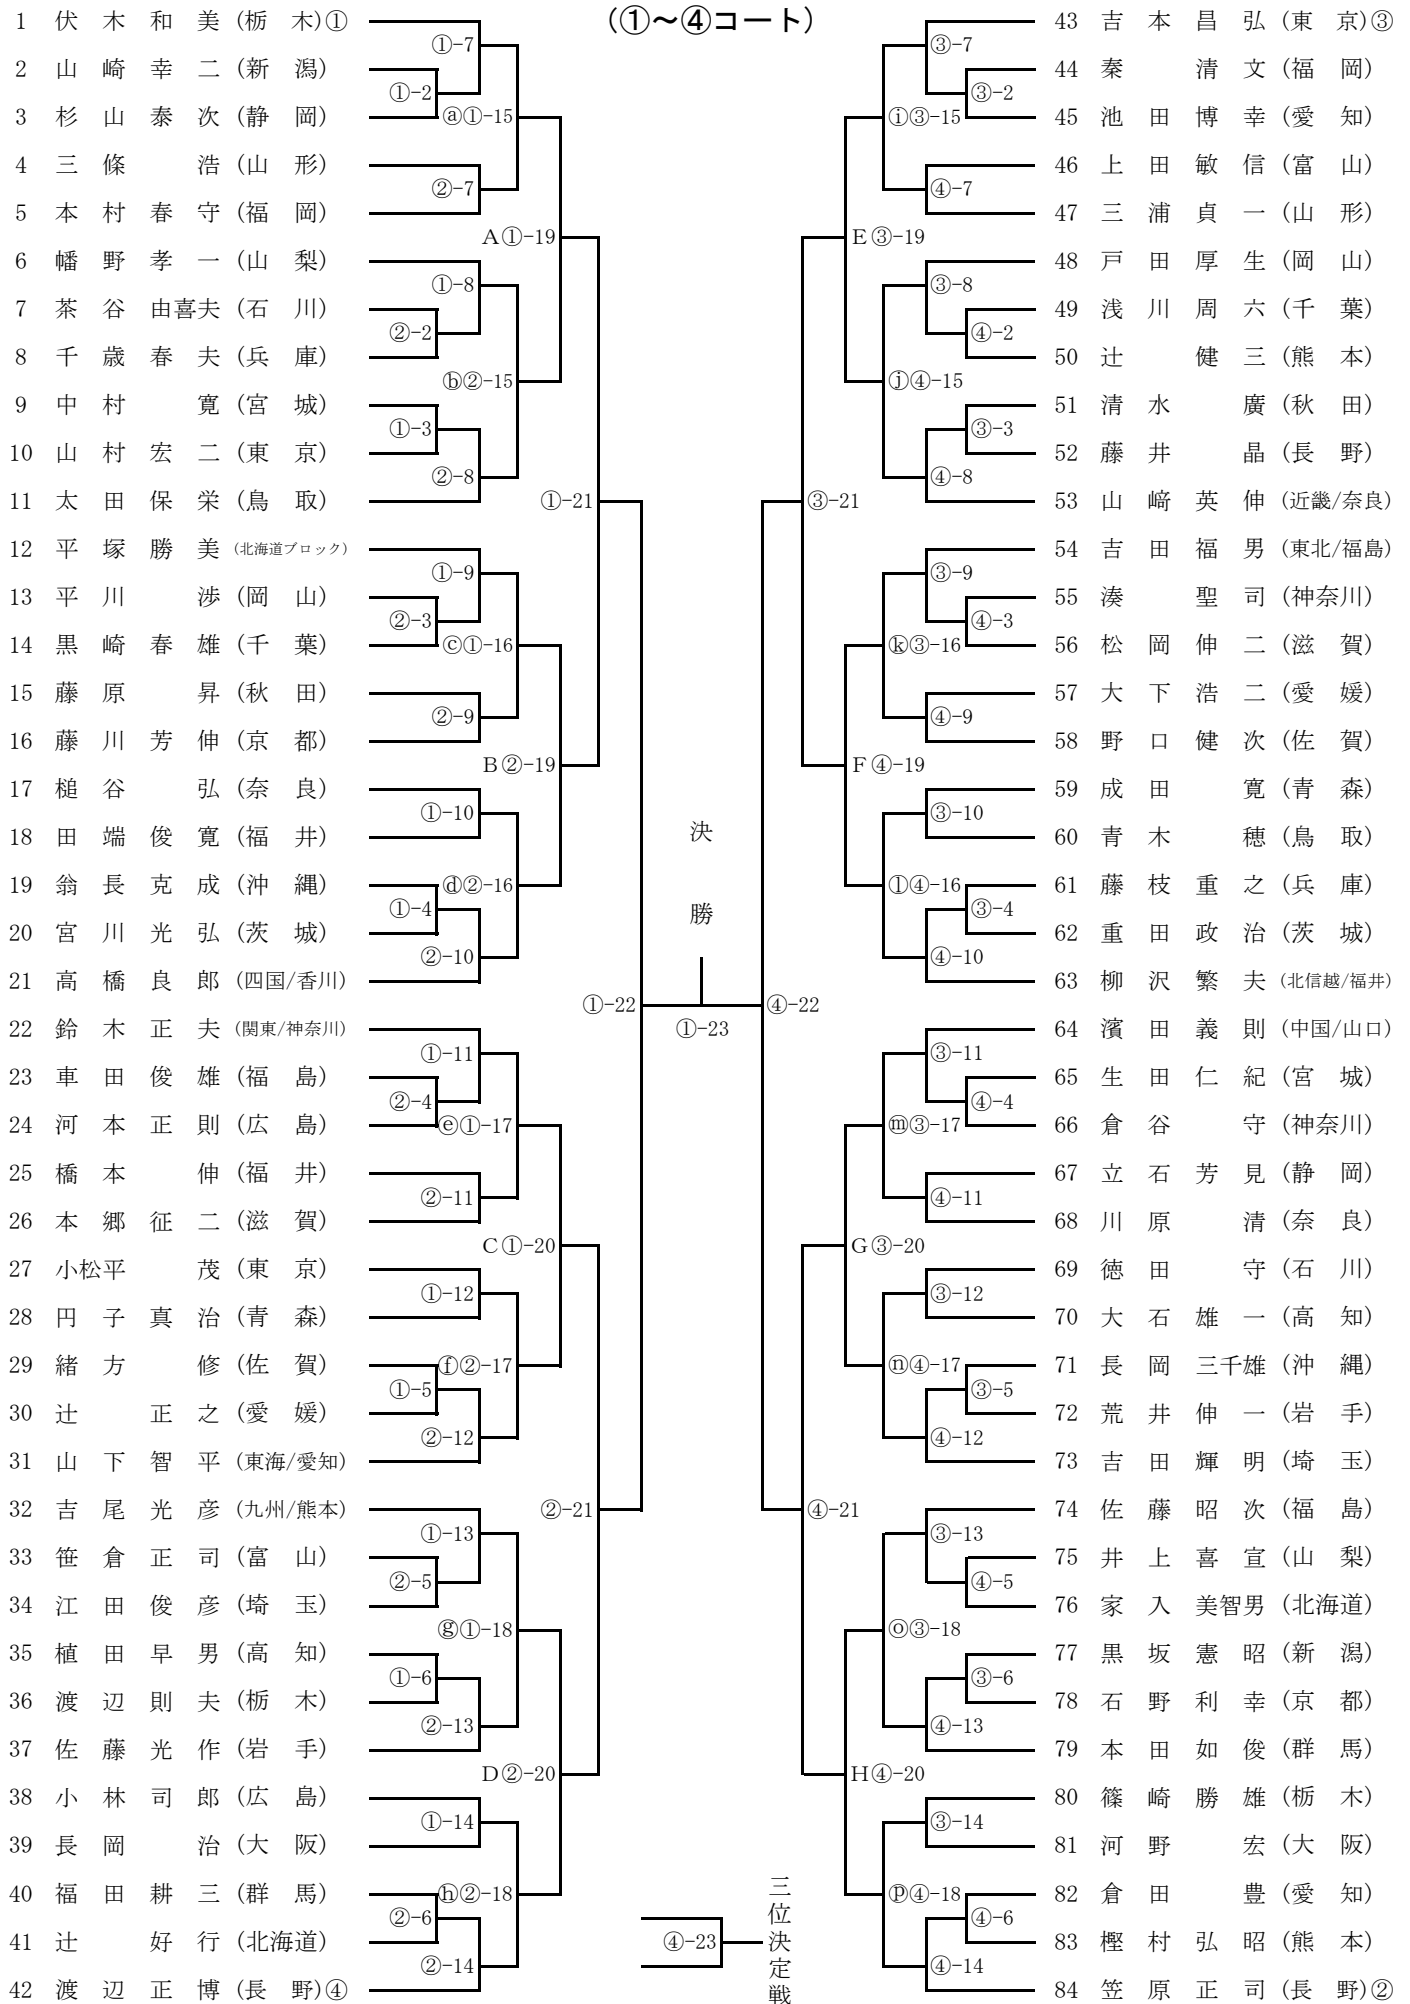 (①～④コート)
1 伏木和美 (栃木)①
2 山崎幸二 (新潟)
3 杉山泰次 (静岡)
4 三條浩 (山形)
5 本村春守 (福岡)
6 幡野孝一 (山梨)
7 茶谷由喜夫 (石川)
8 千歳春夫 (兵庫)
9 中村寛 (宮城)
10 山村宏二 (東京)
11 太田保栄 (鳥取)
12 平塚勝美 (北海道ブロック)
13 平川渉 (岡山)
14 黒崎春雄 (千葉)
15 藤原昇 (秋田)
16 藤川芳伸 (京都)
17 槌谷弘 (奈良)
18 田端俊寛 (福井)
19 翁長克成 (沖縄)
20 宮川光弘 (茨城)
21 高橋良郎 (四国/香川)
22 鈴木正夫 (関東/神奈川)
23 車田俊雄 (福島)
24 河本正則 (広島)
25 橋本伸 (福井)
26 本郷征二 (滋賀)
27 小松平茂 (東京)
28 円子真治 (青森)
29 緒方修 (佐賀)
30 辻正之 (愛媛)
31 山下智平 (東海/愛知)
32 吉尾光彦 (九州/熊本)
33 笹倉正司 (富山)
34 江田俊彦 (埼玉)
35 植田早男 (高知)
36 渡辺則夫 (栃木)
37 佐藤光作 (岩手)
38 小林司郎 (広島)
39 長岡治 (大阪)
40 福田耕三 (群馬)
41 辻好行 (北海道)
42 渡辺正博 (長野)④
①-7
①-2
ⓐ①-15
②-7
A①-19
①-8
②-2
ⓑ②-15
①-3
②-8
①-21
①-9
②-3
ⓒ①-16
②-9
B②-19
①-10
ⓓ②-16
①-4
②-10
①-22
①-11
②-4
ⓔ①-17
②-11
C①-20
①-12
ⓕ②-17
①-5
②-12
②-21
①-13
②-5
ⓖ①-18
①-6
②-13
D②-20
①-14
ⓗ②-18
②-6
②-14
決勝
①-23
④-23
三位決定戦
③-7
③-2
ⓘ③-15
④-7
E③-19
③-8
④-2
ⓙ④-15
③-3
④-8
③-21
③-9
④-3
ⓚ③-16
④-9
F④-19
③-10
ⓛ④-16
③-4
④-10
④-22
③-11
④-4
ⓜ③-17
④-11
G③-20
③-12
ⓝ④-17
③-5
④-12
④-21
③-13
④-5
ⓞ③-18
③-6
④-13
H④-20
③-14
ⓟ④-18
④-6
④-14
43 吉本昌弘 (東京)③
44 秦清文 (福岡)
45 池田博幸 (愛知)
46 上田敏信 (富山)
47 三浦貞一 (山形)
48 戸田厚生 (岡山)
49 浅川周六 (千葉)
50 辻健三 (熊本)
51 清水廣 (秋田)
52 藤井晶 (長野)
53 山﨑英伸 (近畿/奈良)
54 吉田福男 (東北/福島)
55 湊聖司 (神奈川)
56 松岡伸二 (滋賀)
57 大下浩二 (愛媛)
58 野口健次 (佐賀)
59 成田寛 (青森)
60 青木穂 (鳥取)
61 藤枝重之 (兵庫)
62 重田政治 (茨城)
63 柳沢繁夫 (北信越/福井)
64 濱田義則 (中国/山口)
65 生田仁紀 (宮城)
66 倉谷守 (神奈川)
67 立石芳見 (静岡)
68 川原清 (奈良)
69 徳田守 (石川)
70 大石雄一 (高知)
71 長岡三千雄 (沖縄)
72 荒井伸一 (岩手)
73 吉田輝明 (埼玉)
74 佐藤昭次 (福島)
75 井上喜宣 (山梨)
76 家入美智男 (北海道)
77 黒坂憲昭 (新潟)
78 石野利幸 (京都)
79 本田如俊 (群馬)
80 篠崎勝雄 (栃木)
81 河野宏 (大阪)
82 倉田豊 (愛知)
83 樫村弘昭 (熊本)
84 笠原正司 (長野)②